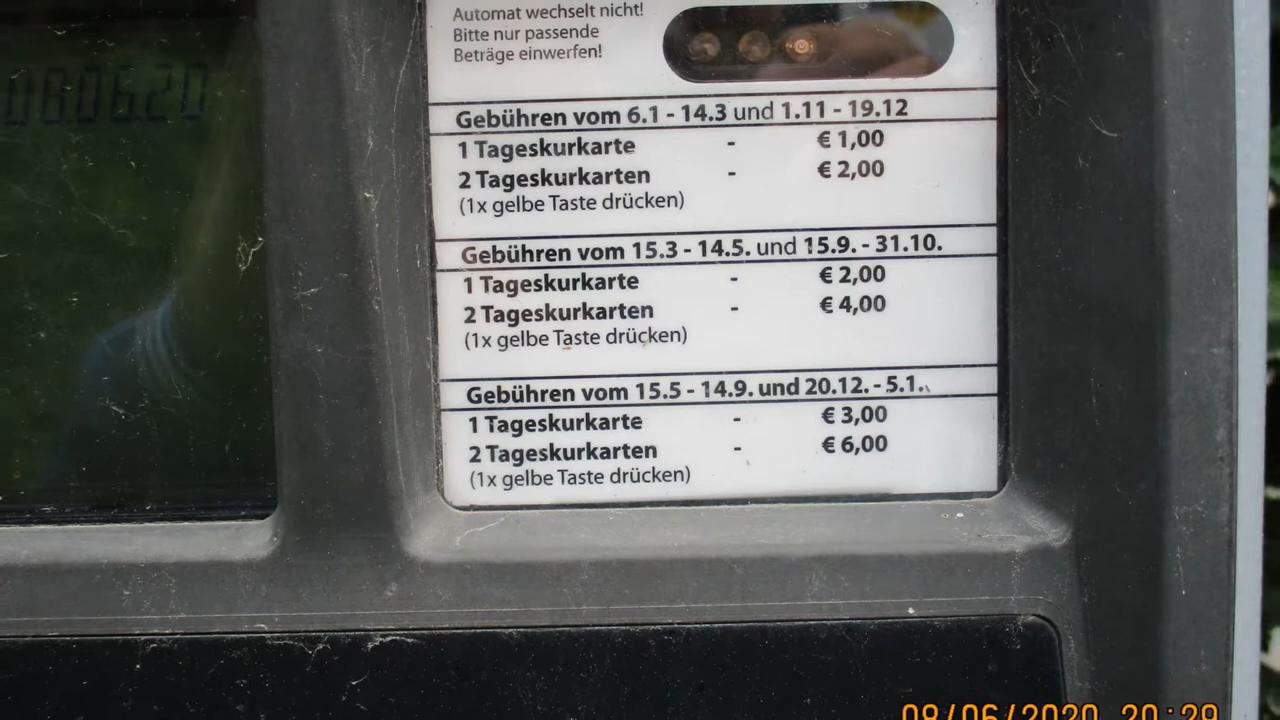 Automat wechselt nicht!
Bitte nur passende
Beträge einwerfen!
080620
Gebühren vom 6.1 - 14.3 und 1.11 - 19.12
1 Tageskurkarte - € 1,00
2 Tageskurkarten - € 2,00
(1x gelbe Taste drücken)
Gebühren vom 15.3 - 14.5. und 15.9. - 31.10.
1 Tageskurkarte - € 2,00
2 Tageskurkarten - € 4,00
(1x gelbe Taste drücken)
Gebühren vom 15.5 - 14.9. und 20.12. - 5.1.
1 Tageskurkarte - € 3,00
2 Tageskurkarten - € 6,00
(1x gelbe Taste drücken)
08/06/2020 20:29